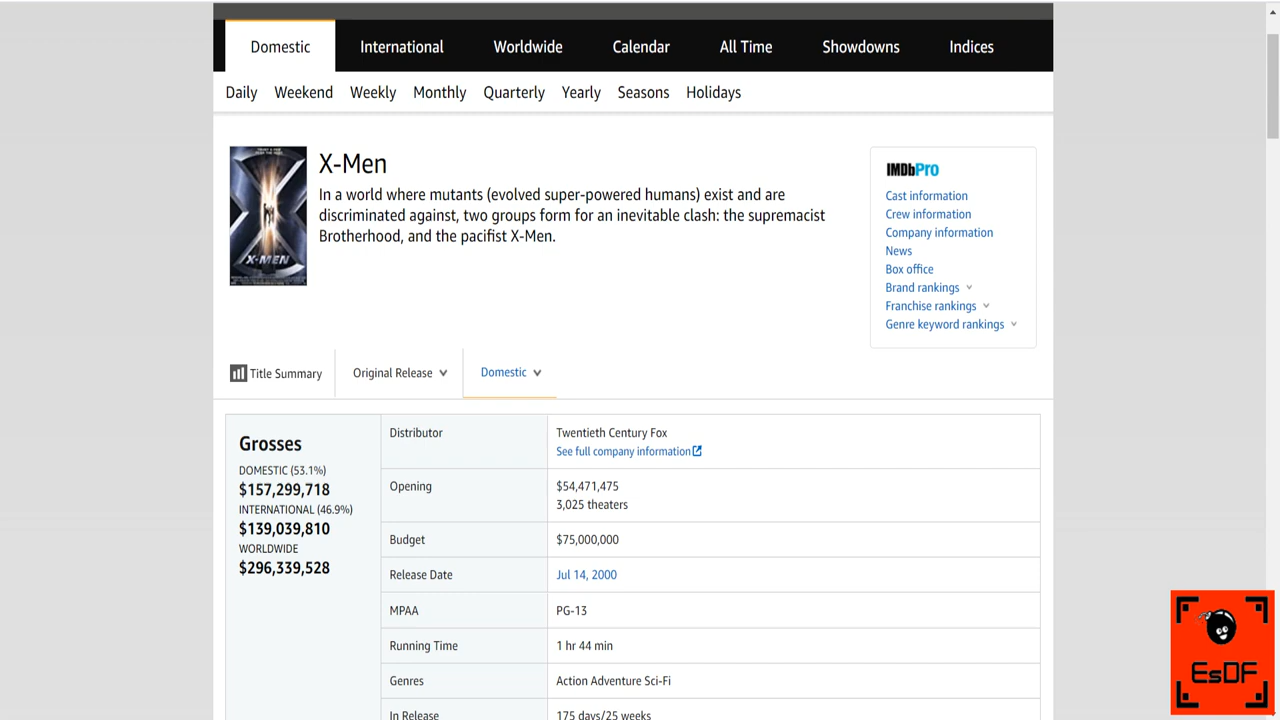 Domestic
International
Worldwide
Calendar
All Time
Showdowns
Indices
Daily
Weekend
Weekly
Monthly
Quarterly
Yearly
Seasons
Holidays
X-MEN
X-Men
In a world where mutants (evolved super-powered humans) exist and are
discriminated against, two groups form for an inevitable clash: the supremacist
Brotherhood, and the pacifist X-Men.
IMDbPro
Cast information
Crew information
Company information
News
Box office
Brand rankings
Franchise rankings
Genre keyword rankings
Title Summary
Original Release
Domestic
Grosses
DOMESTIC (53.1%)
$157,299,718
INTERNATIONAL (46.9%)
$139,039,810
WORLDWIDE
$296,339,528
Distributor
Twentieth Century Fox
See full company information
Opening
$54,471,475
3,025 theaters
Budget
$75,000,000
Release Date
Jul 14, 2000
MPAA
PG-13
Running Time
1 hr 44 min
Genres
Action Adventure Sci-Fi
In Release
175 days/25 weeks
EsDF